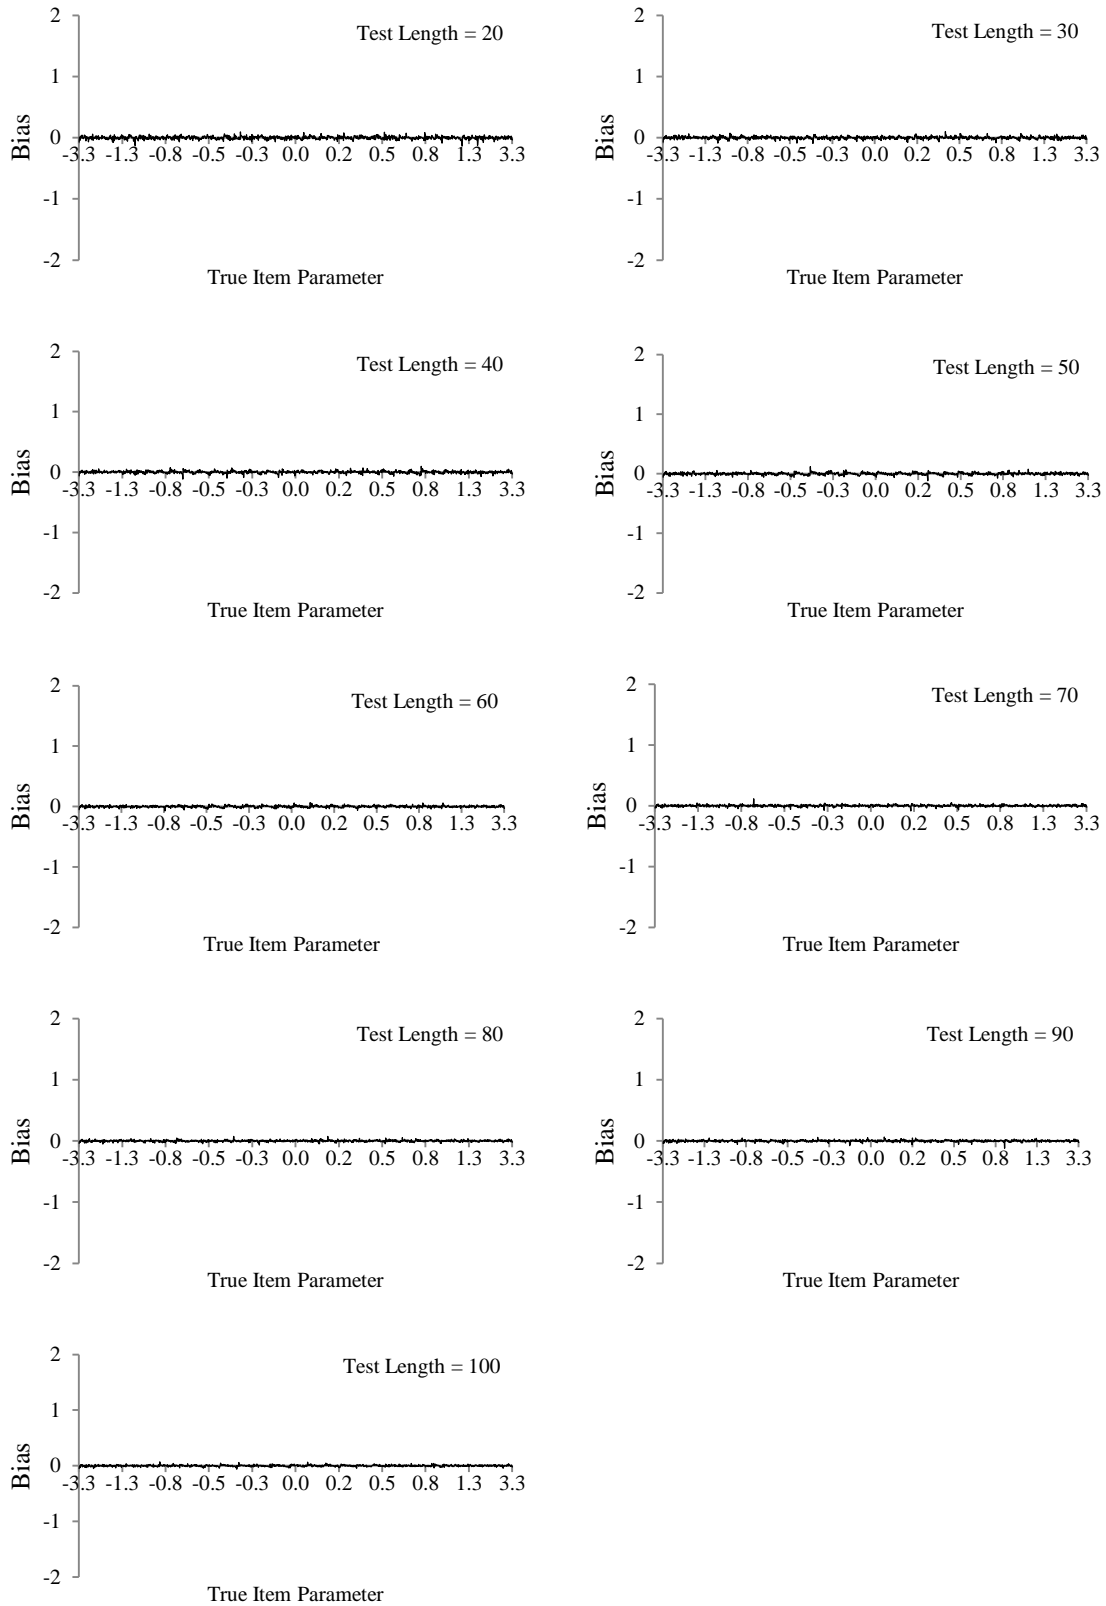 Test Length = 20
2
1
0
-1
-2
Bias
-3.3 -1.3 -0.8 -0.5 -0.3 0.0 0.2 0.5 0.8 1.3 3.3
True Item Parameter
Test Length = 30
2
1
0
-1
-2
Bias
-3.3 -1.3 -0.8 -0.5 -0.3 0.0 0.2 0.5 0.8 1.3 3.3
True Item Parameter
Test Length = 40
2
1
0
-1
-2
Bias
-3.3 -1.3 -0.8 -0.5 -0.3 0.0 0.2 0.5 0.8 1.3 3.3
True Item Parameter
Test Length = 50
2
1
0
-1
-2
Bias
-3.3 -1.3 -0.8 -0.5 -0.3 0.0 0.2 0.5 0.8 1.3 3.3
True Item Parameter
Test Length = 60
2
1
0
-1
-2
Bias
-3.3 -1.3 -0.8 -0.5 -0.3 0.0 0.2 0.5 0.8 1.3 3.3
True Item Parameter
Test Length = 70
2
1
0
-1
-2
Bias
-3.3 -1.3 -0.8 -0.5 -0.3 0.0 0.2 0.5 0.8 1.3 3.3
True Item Parameter
Test Length = 80
2
1
0
-1
-2
Bias
-3.3 -1.3 -0.8 -0.5 -0.3 0.0 0.2 0.5 0.8 1.3 3.3
True Item Parameter
Test Length = 90
2
1
0
-1
-2
Bias
-3.3 -1.3 -0.8 -0.5 -0.3 0.0 0.2 0.5 0.8 1.3 3.3
True Item Parameter
Test Length = 100
2
1
0
-1
-2
Bias
-3.3 -1.3 -0.8 -0.5 -0.3 0.0 0.2 0.5 0.8 1.3 3.3
True Item Parameter